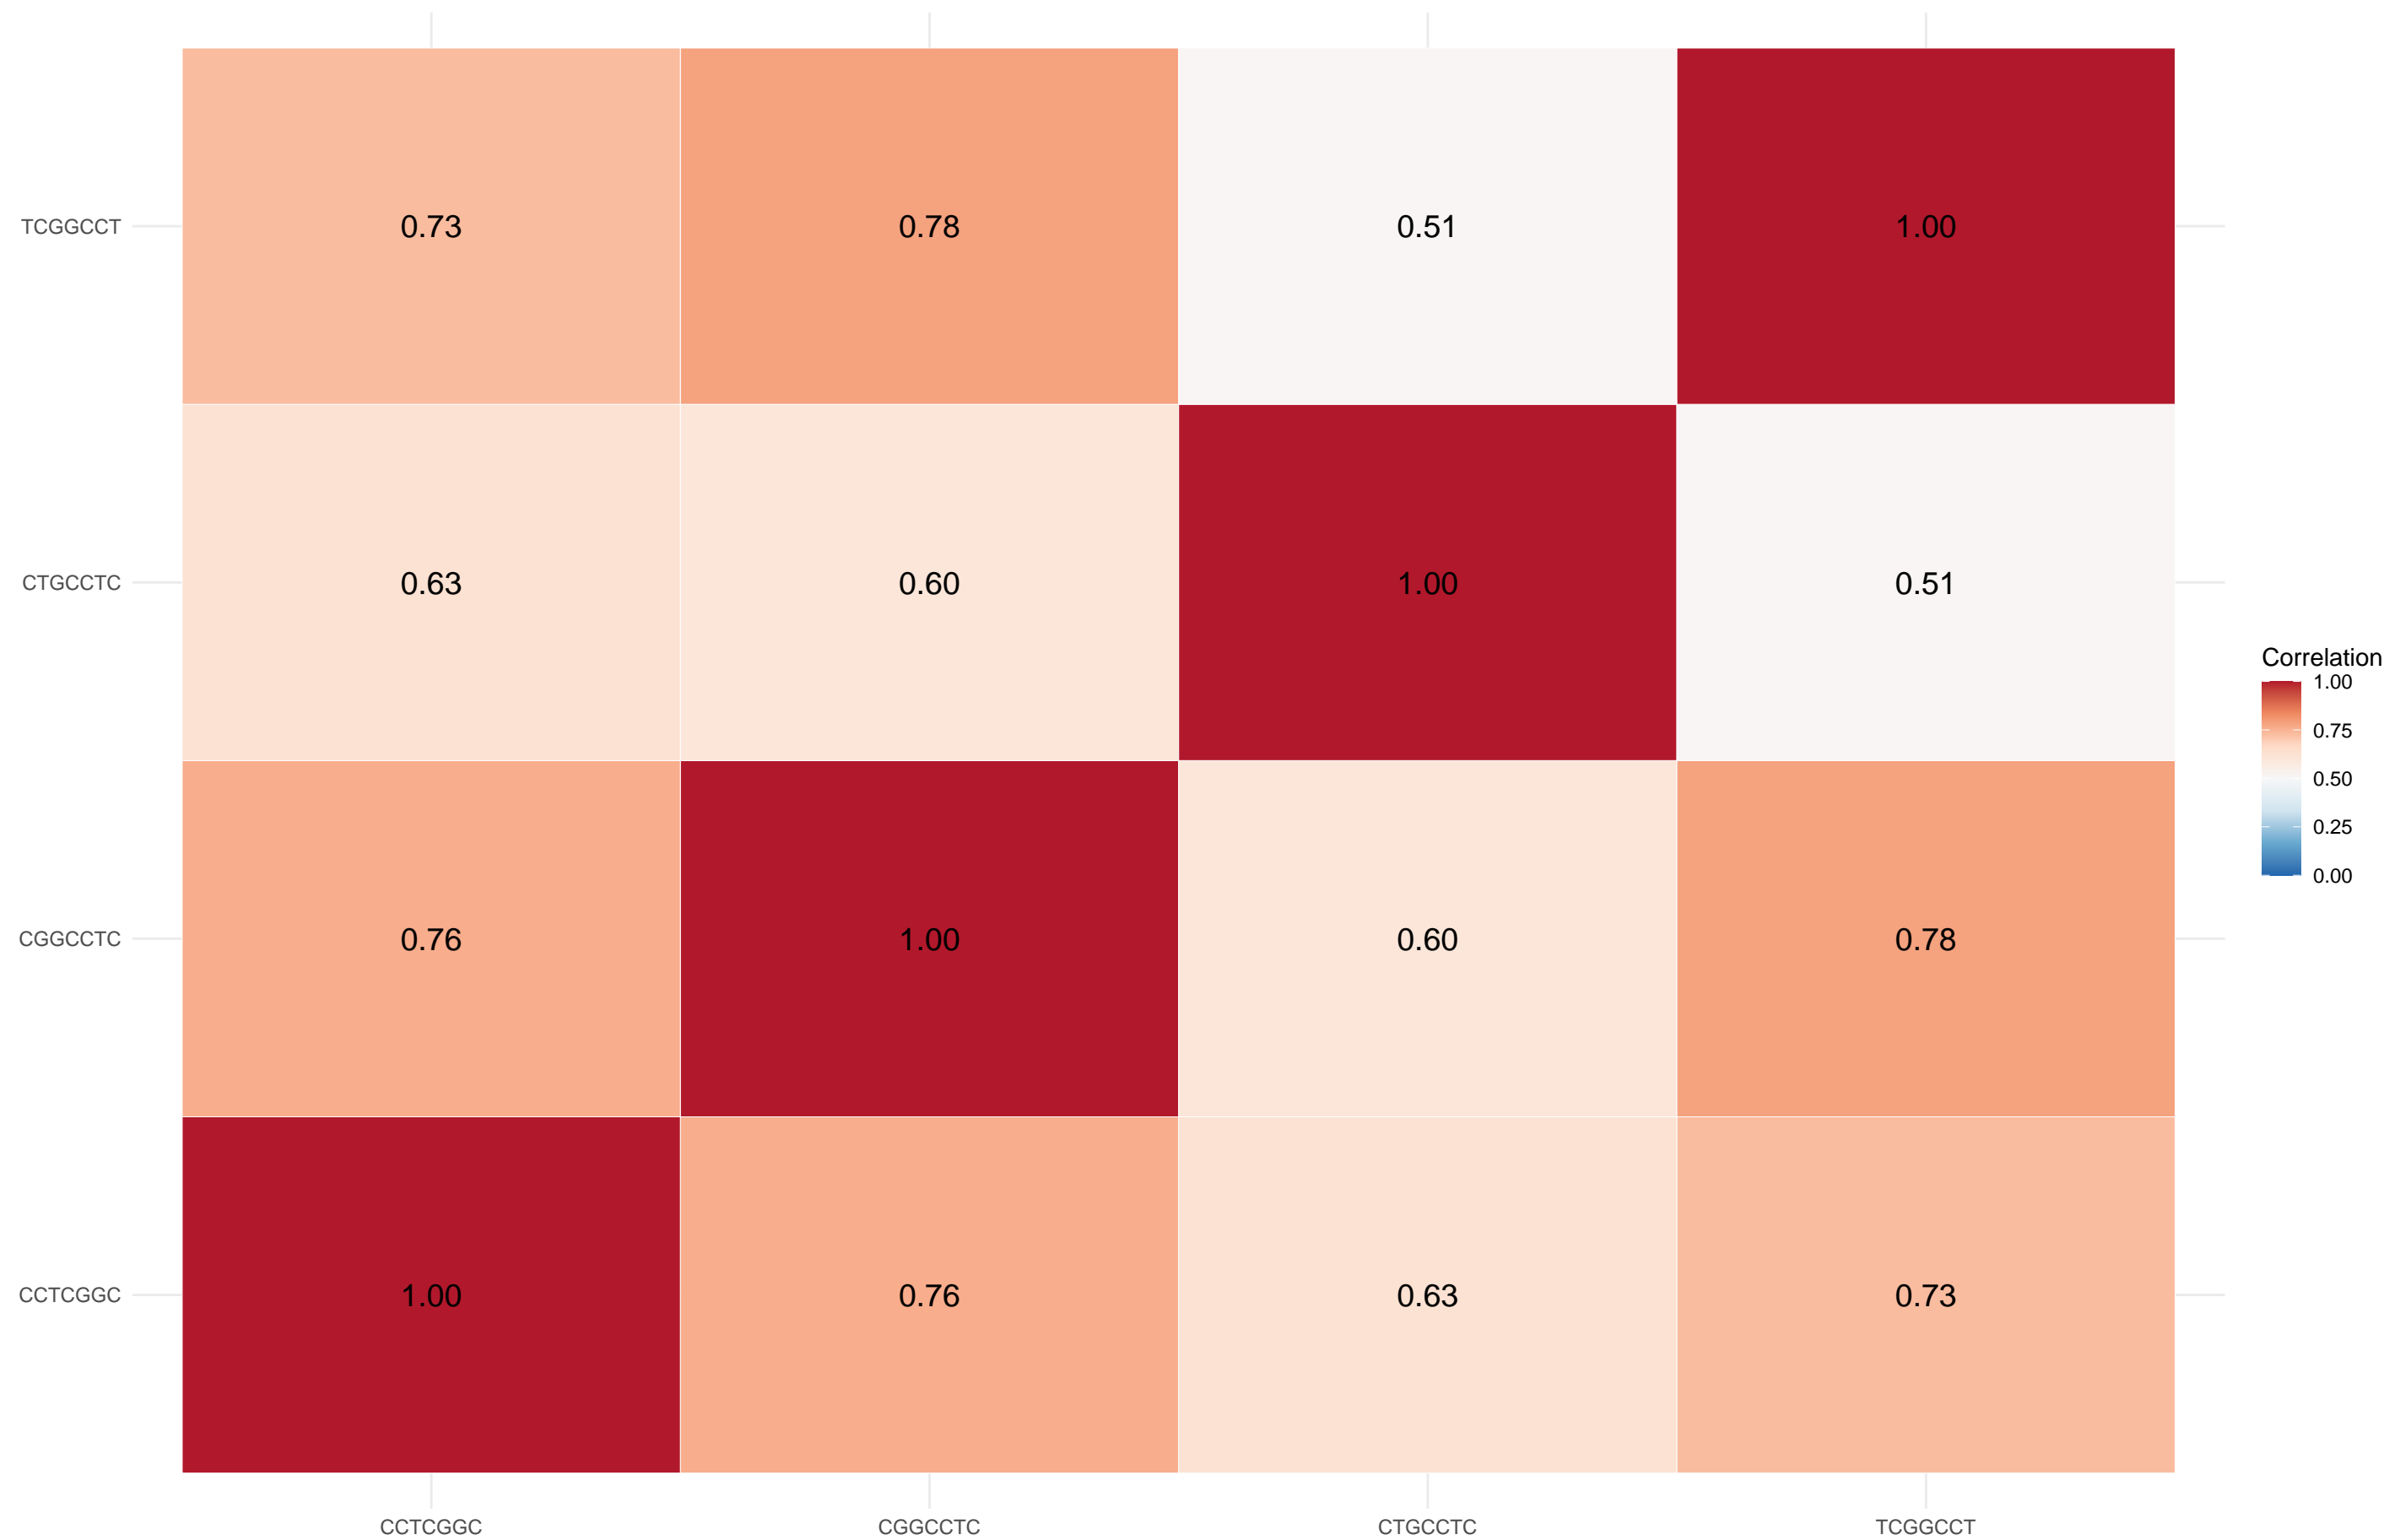 TCGGCCT 0.73 0.78 0.51 1.00
CTGCCTC 0.63 0.60 1.00 0.51
CGGCCTC 0.76 1.00 0.60 0.78
CCTCGGC 1.00 0.76 0.63 0.73
CCTCGGC CGGCCTC CTGCCTC TCGGCCT
Correlation
1.00
0.75
0.50
0.25
0.00